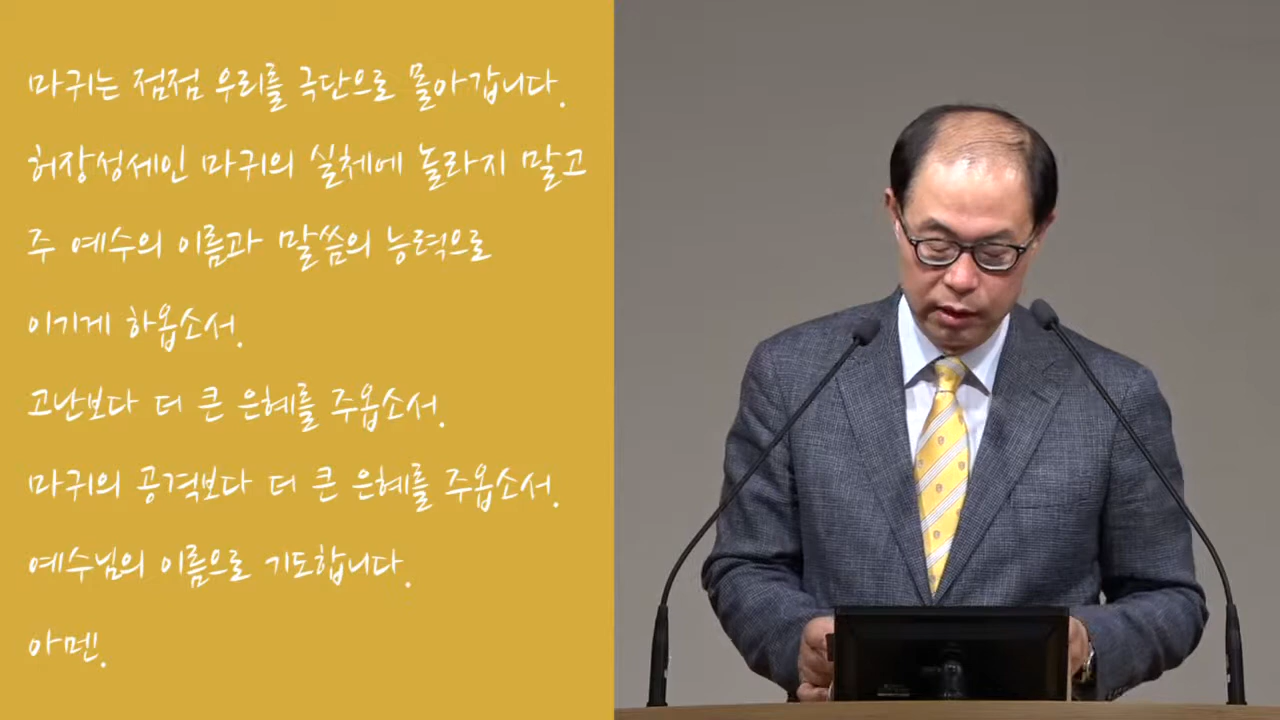 마귀는 점점 우리를 극단으로 몰아갑니다.
허장성세인 마귀의 실체에 놀라지 말고
주 예수의 이름과 말씀의 능력으로
이기게 하옵소서.
고난보다 더 큰 은혜를 주옵소서.
마귀의 공격보다 더 큰 은혜를 주옵소서.
예수님의 이름으로 기도합니다.
아멘.